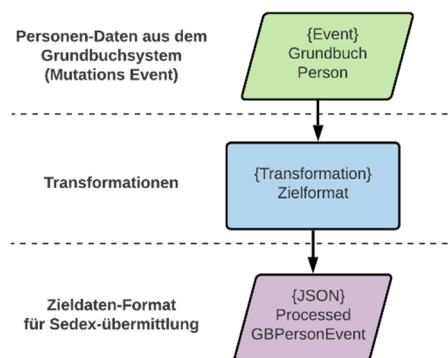 Personen-Daten aus dem
Grundbuchsystem
(Mutations Event)
{Event}
Grundbuch
Person
Transformationen
{Transformation}
Zielformat
Zieldaten-Format
für Sedex-übermittlung
{JSON}
Processed
GBPersonEvent